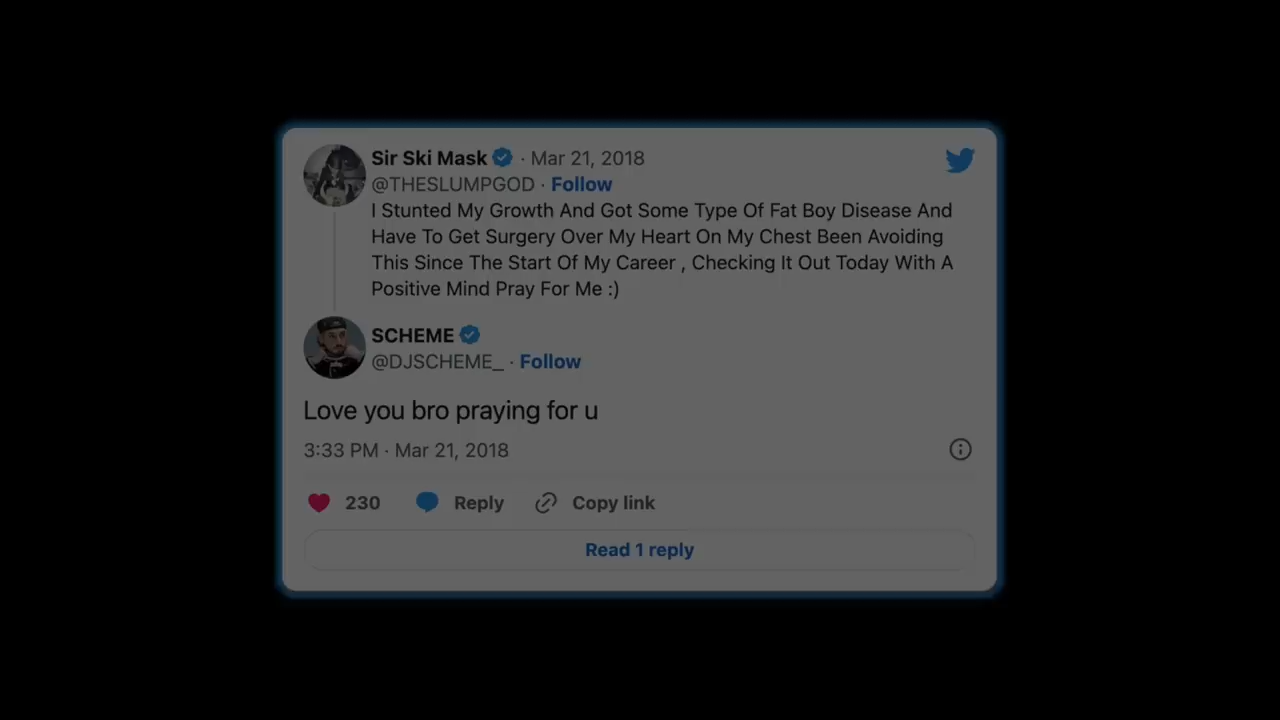 Sir Ski Mask · Mar 21, 2018
@THESLUMPGOD · Follow
I Stunted My Growth And Got Some Type Of Fat Boy Disease And
Have To Get Surgery Over My Heart On My Chest Been Avoiding
This Since The Start Of My Career , Checking It Out Today With A
Positive Mind Pray For Me :)
SCHEME
@DJSCHEME_ · Follow
Love you bro praying for u
3:33 PM · Mar 21, 2018
230 Reply Copy link
Read 1 reply